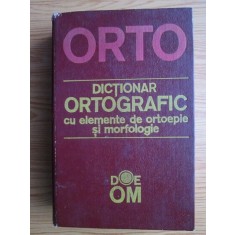 ORTO
DICȚIONAR
ORTOGRAFIC
cu elemente de ortoepie
și morfologie
DOE
OM